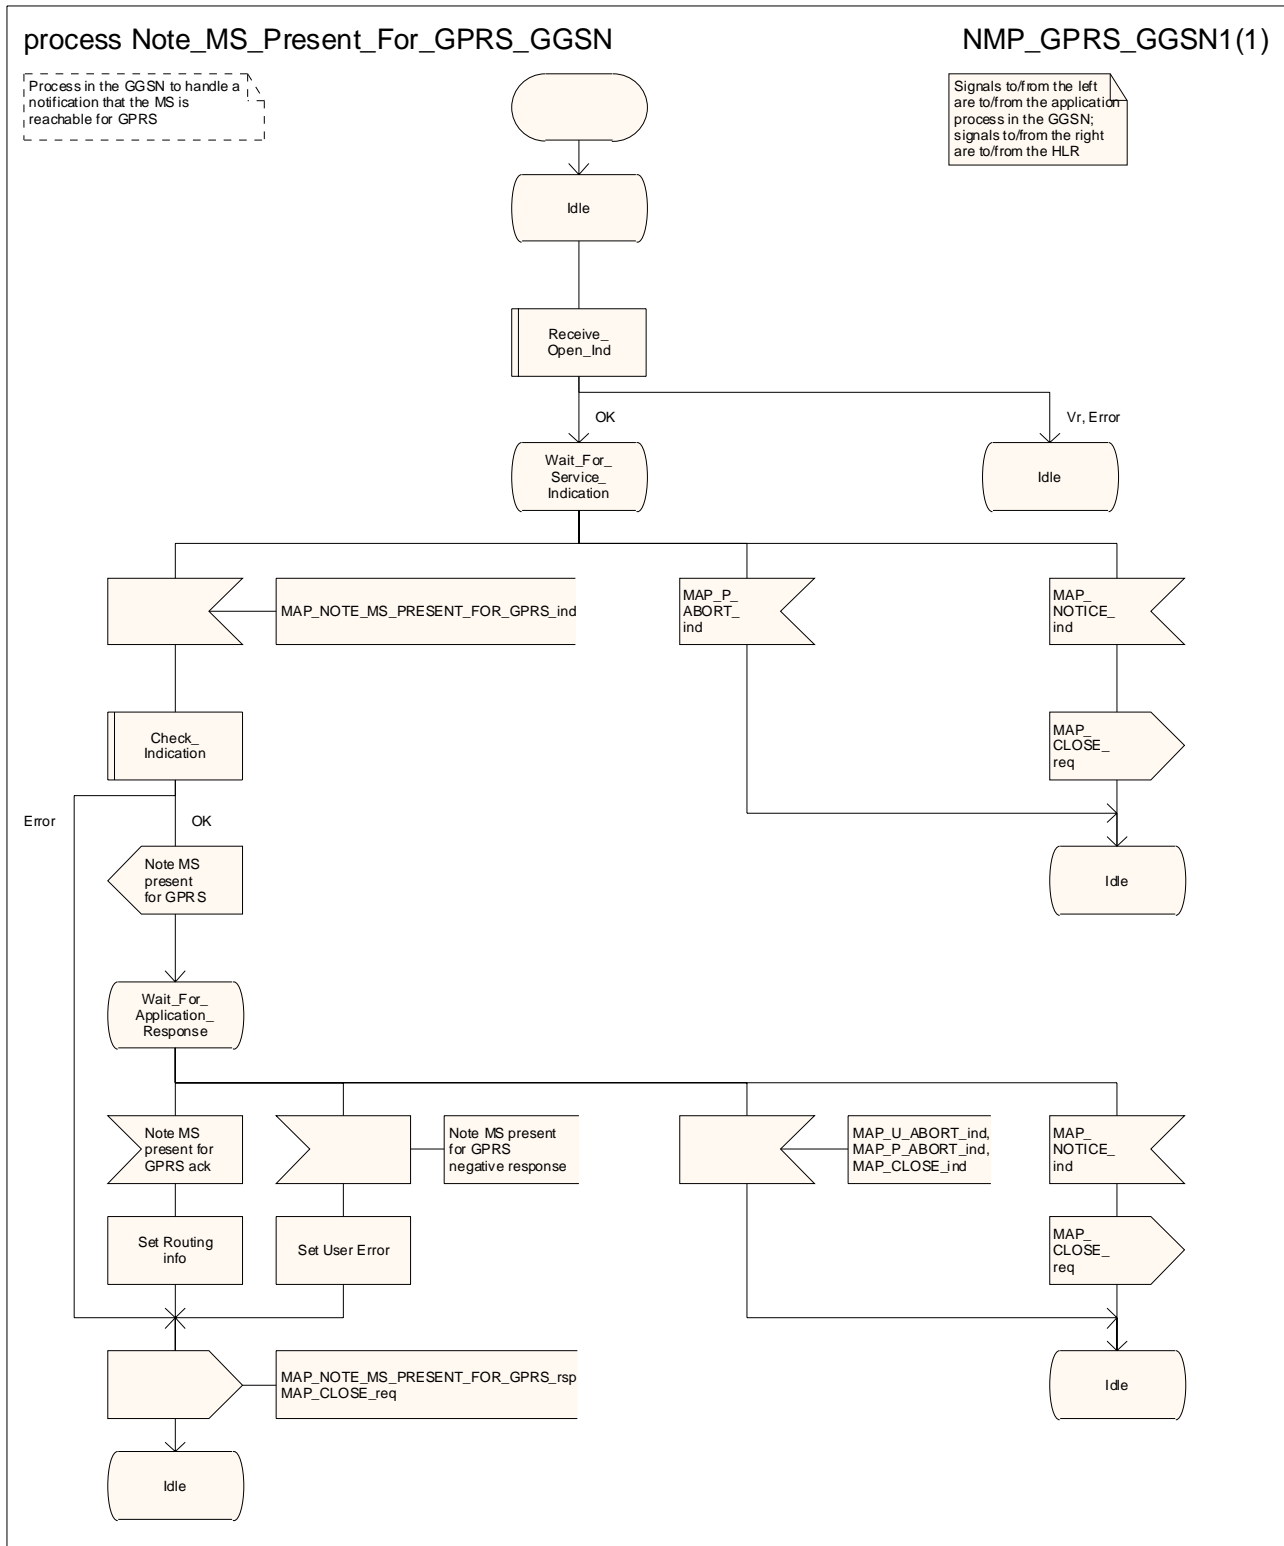 process Note_MS_Present_For_GPRS_GGSN
NMP_GPRS_GGSN1(1)
Process in the GGSN to handle a
notification that the MS is
reachable for GPRS
Signals to/from the left
are to/from the application
process in the GGSN;
signals to/from the right
are to/from the HLR
Idle
Receive_
Open_Ind
OK
Vr, Error
Wait_For_
Service_
Indication
Idle
MAP_NOTE_MS_PRESENT_FOR_GPRS_ind
MAP_P_
ABORT_
ind
MAP_
NOTICE_
ind
Check_
Indication
MAP_
CLOSE_
req
Error
OK
Note MS
present
for GPRS
Idle
Wait_For_
Application_
Response
Note MS
present for
GPRS ack
Note MS present
for GPRS
negative response
MAP_U_ABORT_ind,
MAP_P_ABORT_ind,
MAP_CLOSE_ind
MAP_
NOTICE_
ind
Set Routing
info
Set User Error
MAP_
CLOSE_
req
MAP_NOTE_MS_PRESENT_FOR_GPRS_rsp
MAP_CLOSE_req
Idle
Idle